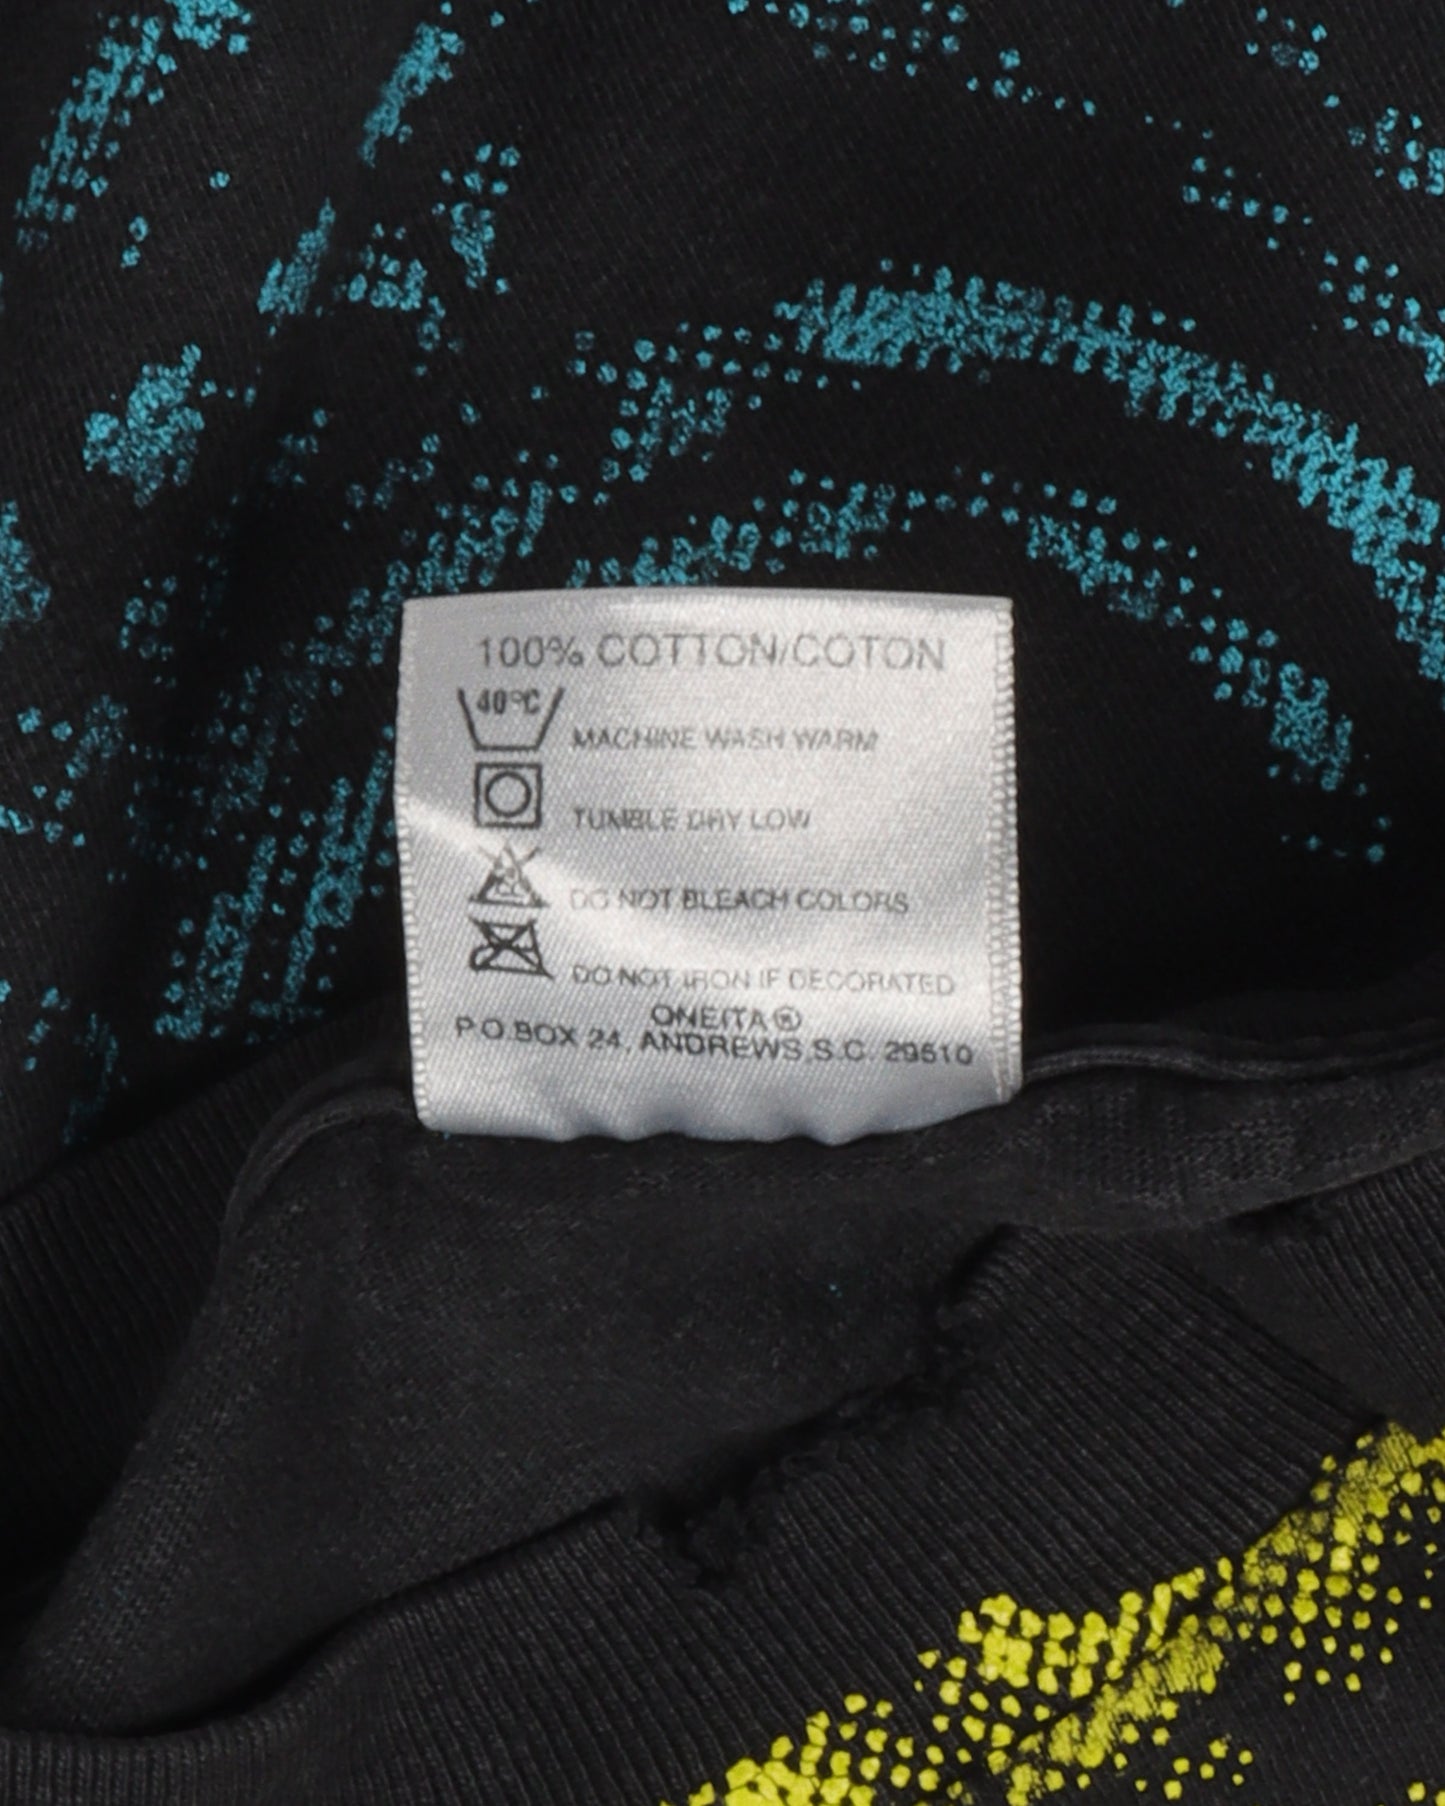 100% COTTON/COTON
40°C
MACHINE WASH WARM
TUMBLE DRY LOW
DO NOT BLEACH COLORS
DO NOT IRON IF DECORATED
ONEITA®
P.O.BOX 24, ANDREWS S.C. 29510